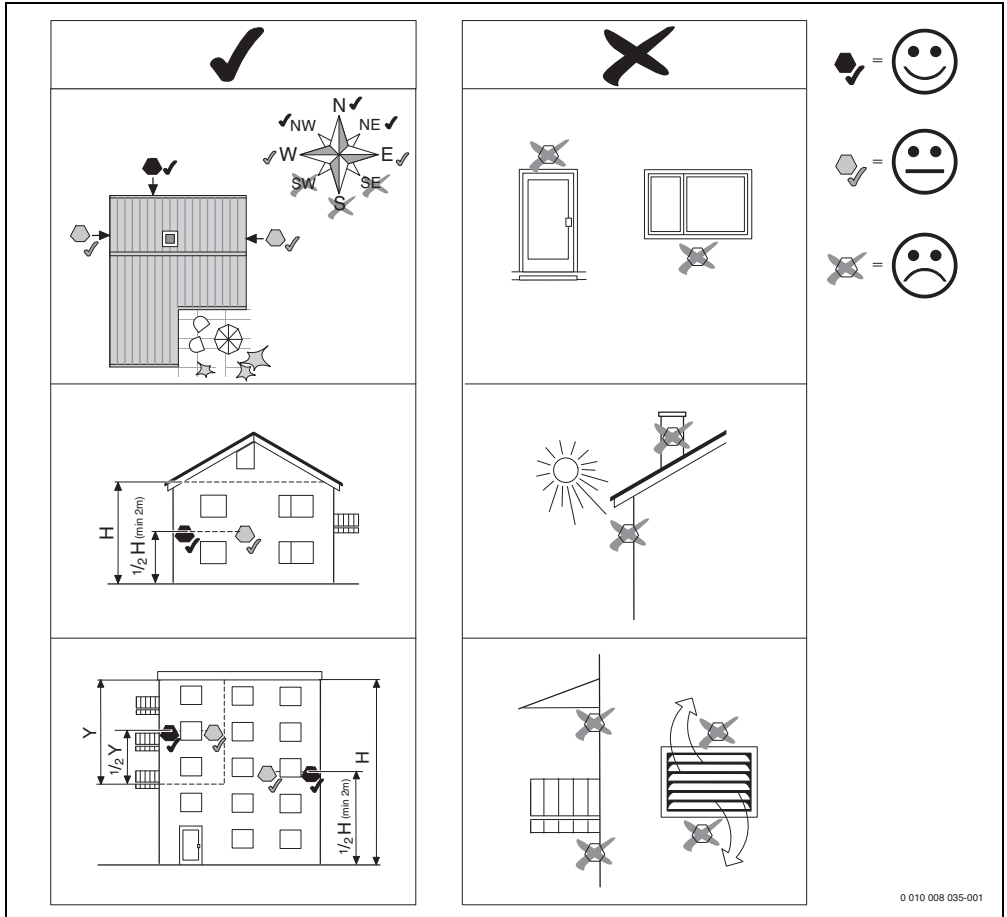 N
NW
NE
W
E
SW
SE
S
=
=
=
H
1/2 H (min 2m)
Y
1/2 Y
H
1/2 H (min 2m)
0 010 008 035-001